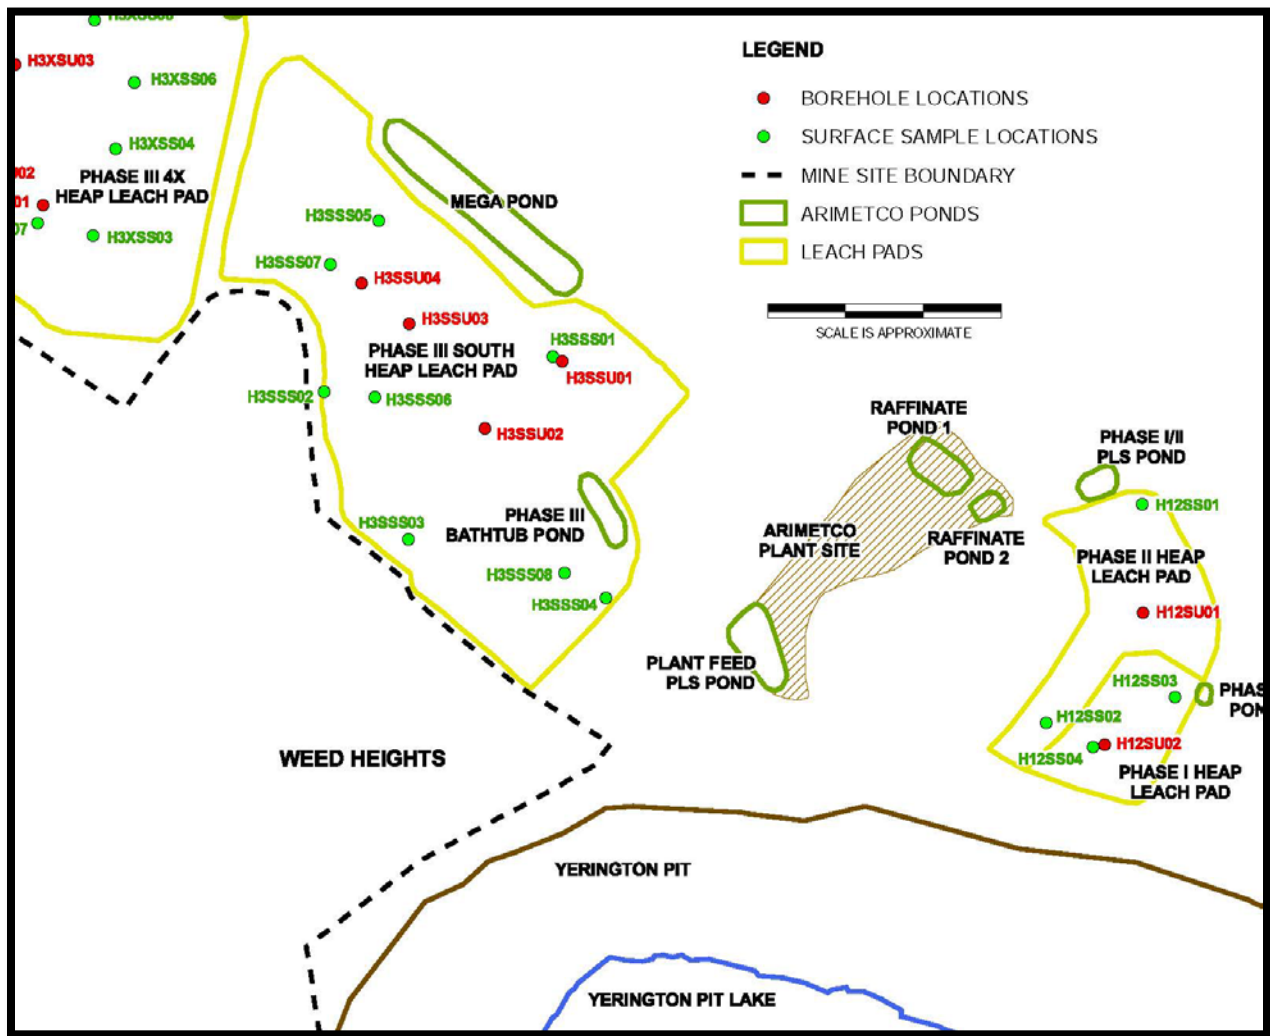 H3XSU03
H3XSS06
H3XSS04
PHASE III 4X
HEAP LEACH PAD
H3XSS03
LEGEND
BOREHOLE LOCATIONS
SURFACE SAMPLE LOCATIONS
MINE SITE BOUNDARY
ARIMETCO PONDS
LEACH PADS
SCALE IS APPROXIMATE
MEGA POND
H3SSS05
H3SSS07
H3SSU04
H3SSU03
H3SSS01
PHASE III SOUTH
HEAP LEACH PAD
H3SSU01
H3SSS02
H3SSS06
H3SSU02
H3SSS03
PHASE III
BATHTUB POND
H3SSS08
H3SSS04
RAFFINATE
POND 1
ARIMETCO
PLANT SITE
RAFFINATE
POND 2
PLANT FEED
PLS POND
PHASE I/II
PLS POND
H12SS01
PHASE II HEAP
LEACH PAD
H12SU01
H12SS03
H12SS02
H12SU02
H12SS04
PHASE I HEAP
LEACH PAD
WEED HEIGHTS
YERINGTON PIT
YERINGTON PIT LAKE